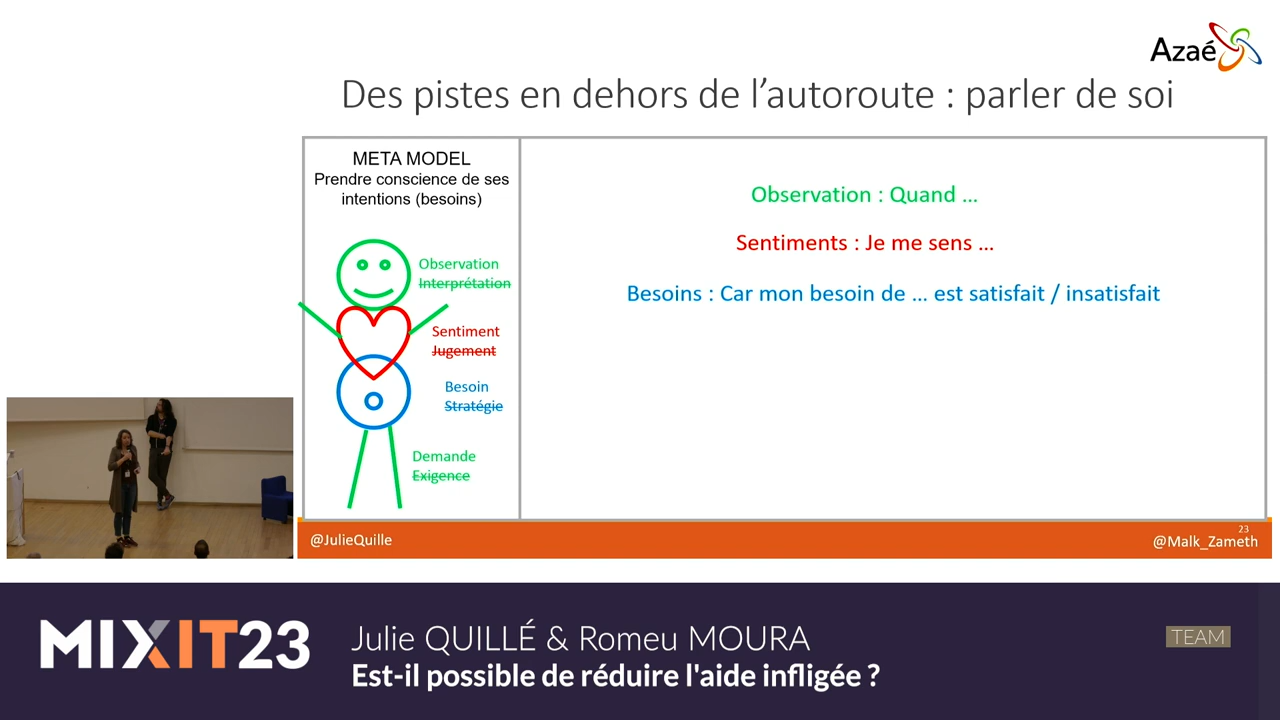 Azaé
Des pistes en dehors de l’autoroute : parler de soi
META MODEL
Prendre conscience de ses
intentions (besoins)
Observation
Interprétation
Sentiment
Jugement
Besoin
Stratégie
Demande
Exigence
Observation : Quand ...
Sentiments : Je me sens ...
Besoins : Car mon besoin de ... est satisfait / insatisfait
@JulieQuille
23
@Malk_Zameth
MIXIT23
Julie QUILLÉ & Romeu MOURA
Est-il possible de réduire l'aide infligée ?
TEAM